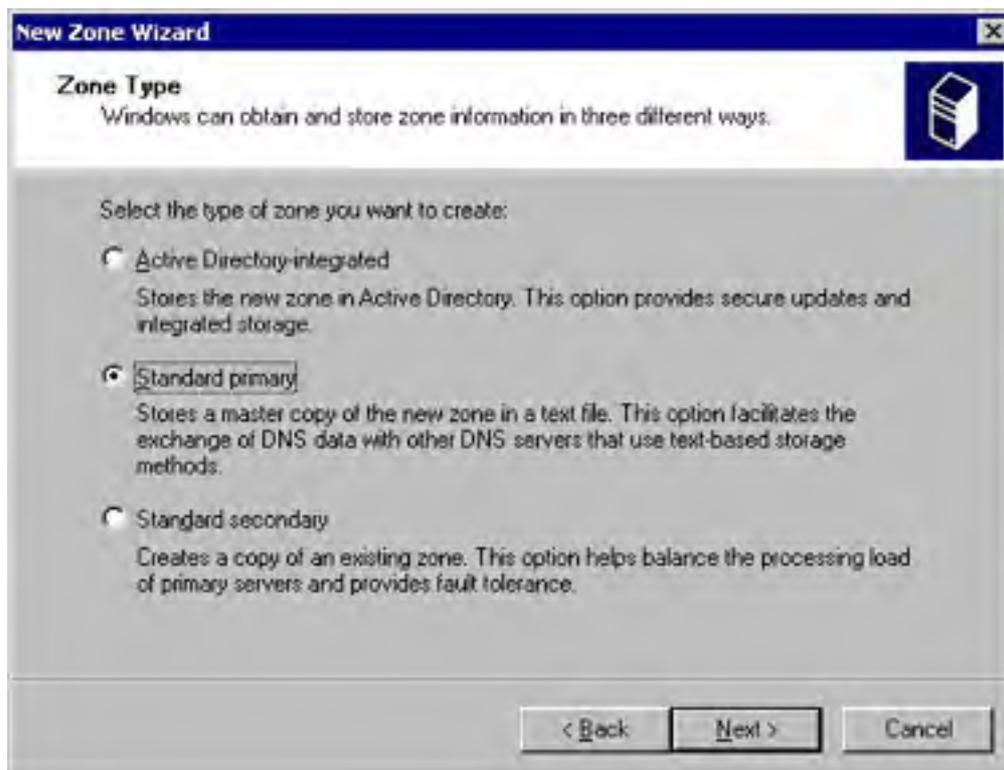 New Zone Wizard
Zone Type
Windows can obtain and store zone information in three different ways.
Select the type of zone you want to create:
Active Directory-integrated
Stores the new zone in Active Directory. This option provides secure updates and
integrated storage.
Standard primary
Stores a master copy of the new zone in a text file. This option facilitates the
exchange of DNS data with other DNS servers that use text-based storage
methods.
Standard secondary
Creates a copy of an existing zone. This option helps balance the processing load
of primary servers and provides fault tolerance.
< Back Next > Cancel